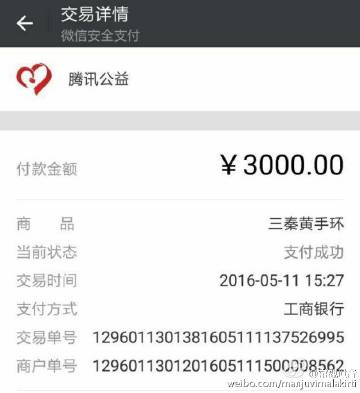 交易详情
微信安全支付
腾讯公益
付款金额 ¥3000.00
商 品 三秦黄手环
当前状态 支付成功
交易时间 2016-05-11 15:27
支付方式 工商银行
交易单号 1296011301381605111137526995
商户单号 1296011301201605111500008562
weibo.com/manjuvimalakirti